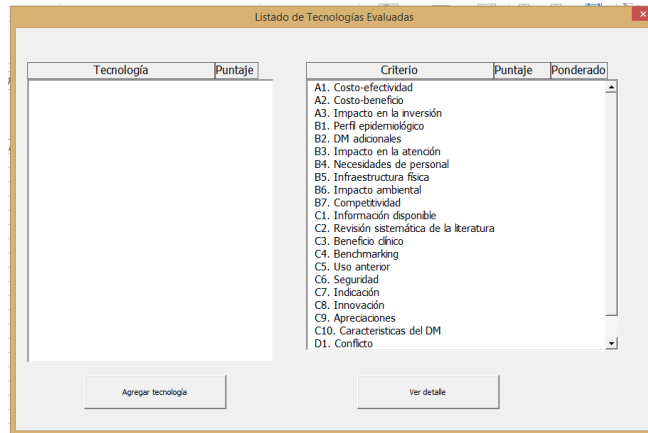 Listado de Tecnologías Evaluadas
Tecnología Puntaje
Criterio Puntaje Ponderado
A1. Costo-efectividad
A2. Costo-beneficio
A3. Impacto en la inversión
B1. Perfil epidemiológico
B2. DM adicionales
B3. Impacto en la atención
B4. Necesidades de personal
B5. Infraestructura física
B6. Impacto ambiental
B7. Competitividad
C1. Información disponible
C2. Revisión sistemática de la literatura
C3. Beneficio clínico
C4. Benchmarking
C5. Uso anterior
C6. Seguridad
C7. Indicación
C8. Innovación
C9. Apreciaciones
C10. Caracteristicas del DM
D1. Conflicto
Agregar tecnología
Ver detalle